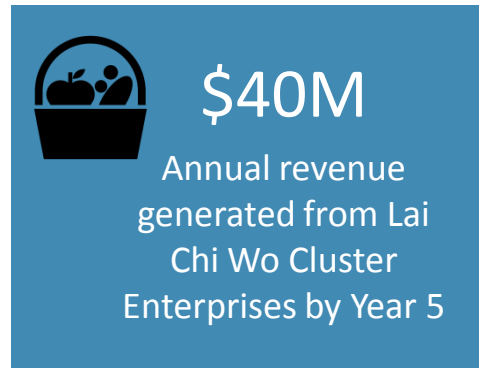 $40M
Annual revenue
generated from Lai
Chi Wo Cluster
Enterprises by Year 5